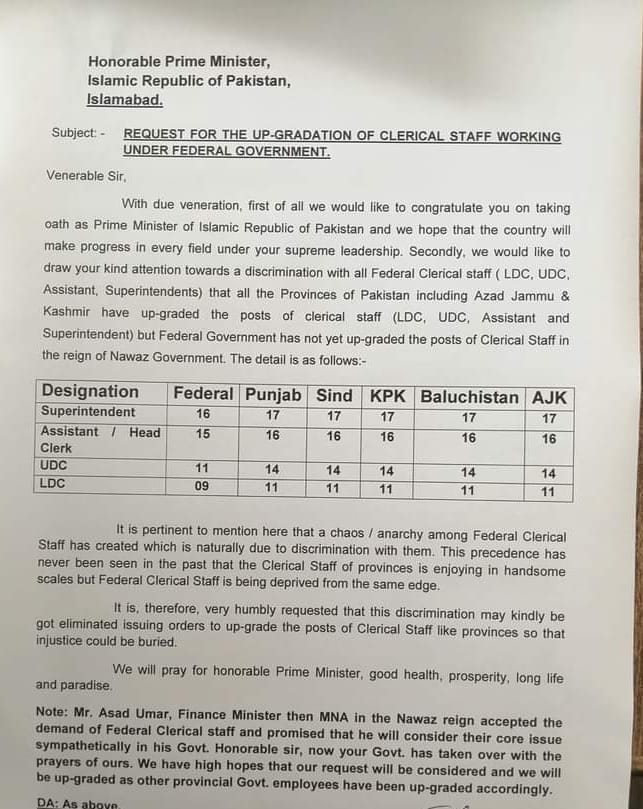 Honorable Prime Minister,
Islamic Republic of Pakistan,
Islamabad.
Subject: - REQUEST FOR THE UP-GRADATION OF CLERICAL STAFF WORKING
UNDER FEDERAL GOVERNMENT.
Venerable Sir,
With due veneration, first of all we would like to congratulate you on taking
oath as Prime Minister of Islamic Republic of Pakistan and we hope that the country will
make progress in every field under your supreme leadership. Secondly, we would like to
draw your kind attention towards a discrimination with all Federal Clerical staff ( LDC, UDC,
Assistant, Superintendents) that all the Provinces of Pakistan including Azad Jammu &
Kashmir have up-graded the posts of clerical staff (LDC, UDC, Assistant and
Superintendent) but Federal Government has not yet up-graded the posts of Clerical Staff in
the reign of Nawaz Government. The detail is as follows:-
Designation Federal Punjab Sind KPK Baluchistan AJK
Superintendent 16 17 17 17 17 17
Assistant / Head 15 16 16 16 16 16
Clerk
UDC 11 14 14 14 14 14
LDC 09 11 11 11 11 11
It is pertinent to mention here that a chaos / anarchy among Federal Clerical
Staff has created which is naturally due to discrimination with them. This precedence has
never been seen in the past that the Clerical Staff of provinces is enjoying in handsome
scales but Federal Clerical Staff is being deprived from the same edge.
It is, therefore, very humbly requested that this discrimination may kindly be
got eliminated issuing orders to up-grade the posts of Clerical Staff like provinces so that
injustice could be buried.
We will pray for honorable Prime Minister, good health, prosperity, long life
and paradise.
Note: Mr. Asad Umar, Finance Minister then MNA in the Nawaz reign accepted the
demand of Federal Clerical staff and promised that he will consider their core issue
sympathetically in his Govt. Honorable sir, now your Govt. has taken over with the
prayers of ours. We have high hopes that our request will be considered and we will
be up-graded as other provincial Govt. employees have been up-graded accordingly.
DA: As above.